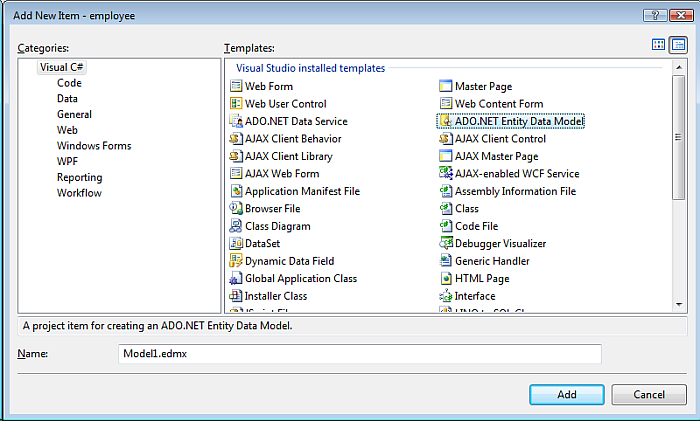 Add New Item - employee
Categories:
Templates:
Visual C#
Code
Data
General
Web
Windows Forms
WPF
Reporting
Workflow
Visual Studio installed templates
Web Form
Master Page
Web User Control
Web Content Form
ADO.NET Data Service
ADO.NET Entity Data Model
AJAX Client Behavior
AJAX Client Control
AJAX Client Library
AJAX Master Page
AJAX Web Form
AJAX-enabled WCF Service
Application Manifest File
Assembly Information File
Browser File
Class
Class Diagram
Code File
DataSet
Debugger Visualizer
Dynamic Data Field
Generic Handler
Global Application Class
HTML Page
Installer Class
Interface
A project item for creating an ADO.NET Entity Data Model.
Name:
Model1.edmx
Add
Cancel